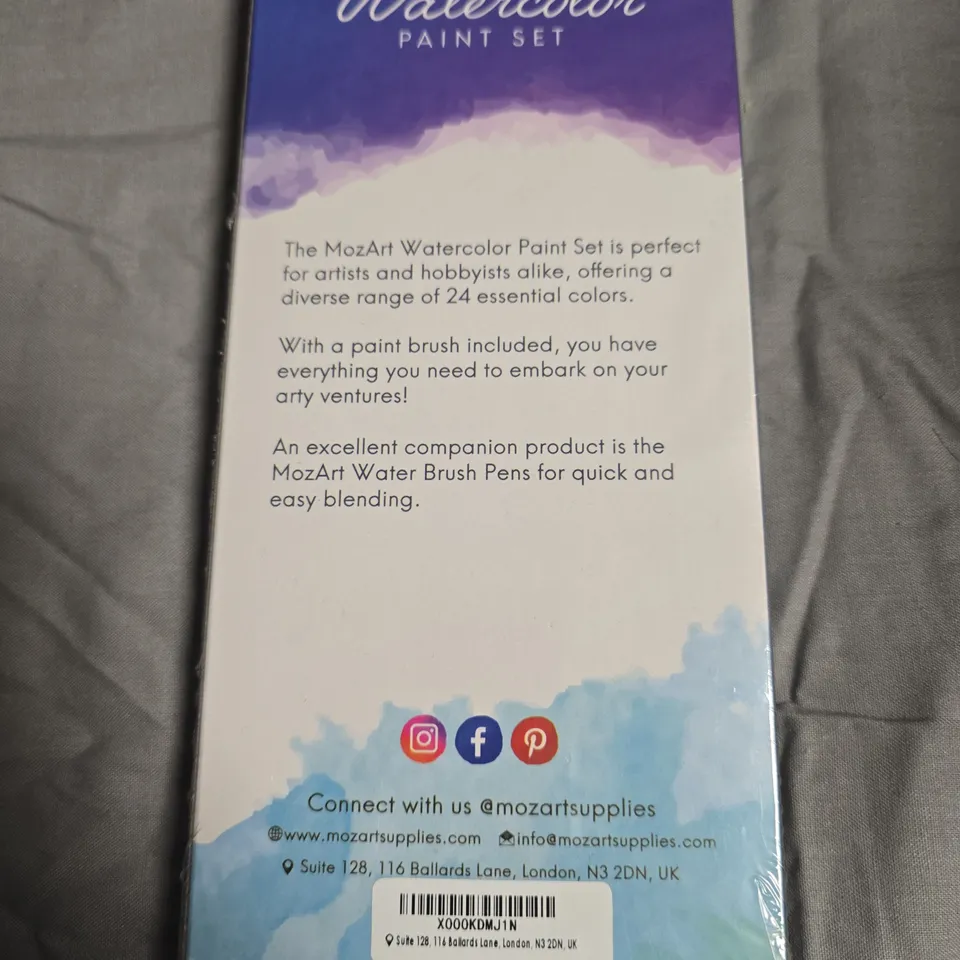 Watercolor
PAINT SET
The MozArt Watercolor Paint Set is perfect
for artists and hobbyists alike, offering a
diverse range of 24 essential colors.
With a paint brush included, you have
everything you need to embark on your
arty ventures!
An excellent companion product is the
MozArt Water Brush Pens for quick and
easy blending.
Connect with us @mozartsupplies
www.mozartsupplies.com info@mozartsupplies.com
Suite 128, 116 Ballards Lane, London, N3 2DN, UK
X000KDMJ1N
Suite 128, 116 Ballards Lane, London, N3 2DN, UK